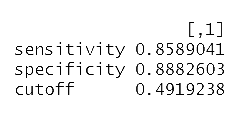 [,1]
sensitivity 0.8589041
specificity 0.8882603
cutoff 0.4919238